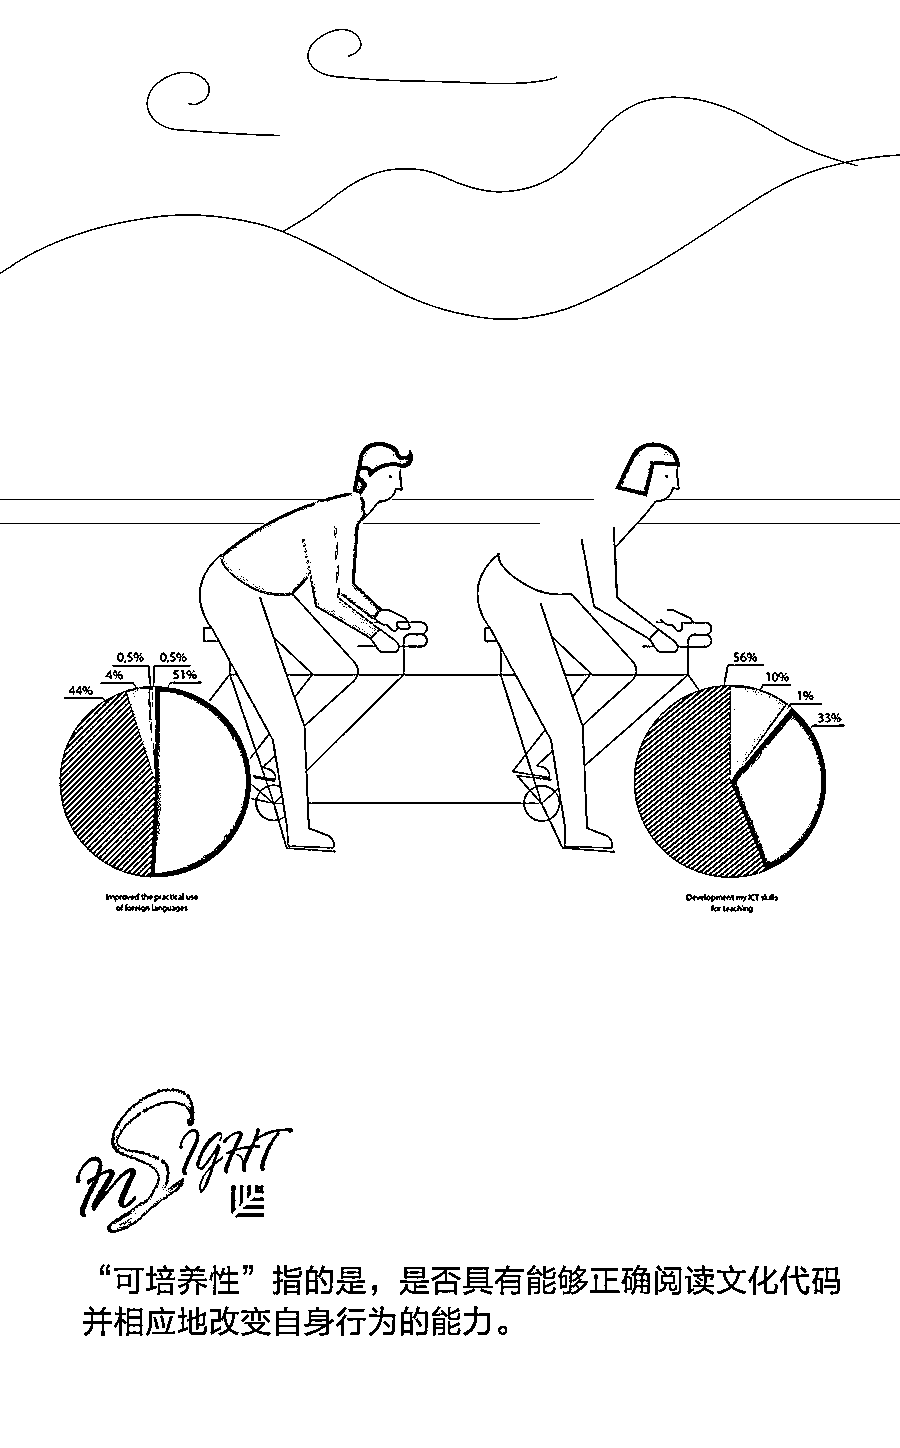 0,5% 0,5%
4% 51%
44%
56%
10%
1%
33%
Improved the practical use
of foreign languages
Development my ICT skills
for teaching
inSIGHT
“可培养性”指的是，是否具有能够正确阅读文化代码
并相应地改变自身行为的能力。